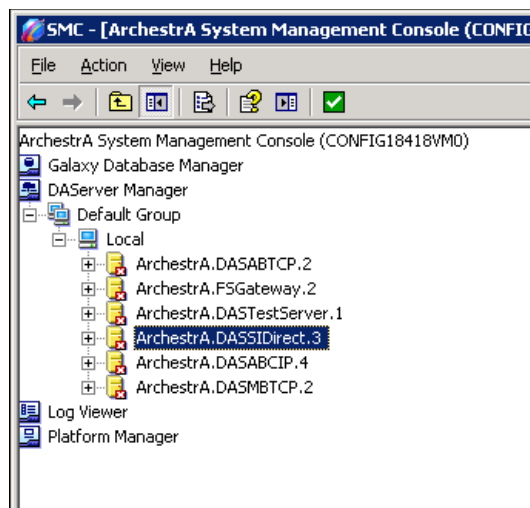 SMC - [ArchestrA System Management Console (CONFIG
File Action View Help
ArchestrA System Management Console (CONFIG18418VM0)
Galaxy Database Manager
DAServer Manager
Default Group
Local
ArchestrA.DASABTCP.2
ArchestrA.FSGateway.2
ArchestrA.DASTestServer.1
ArchestrA.DASSIDirect.3
ArchestrA.DASABCIP.4
ArchestrA.DASMBTCP.2
Log Viewer
Platform Manager